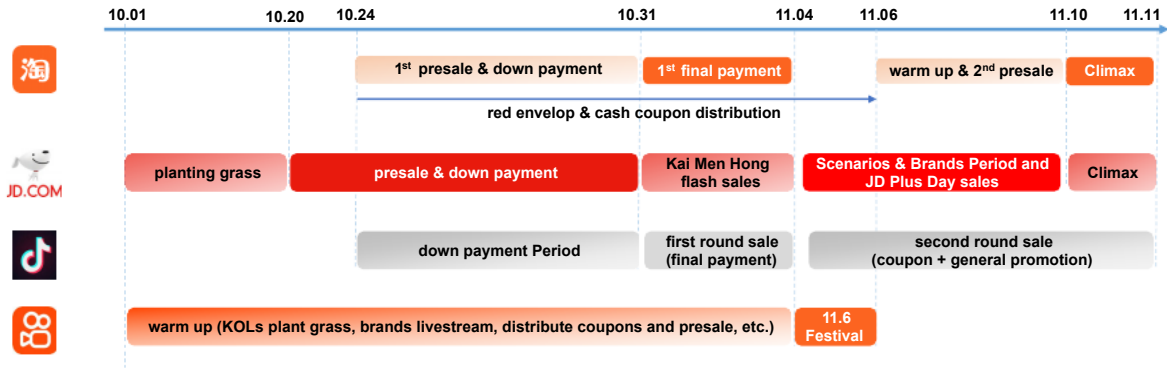 10.01
10.20
10.24
10.31
11.04
11.06
11.10
11.11
淘
1st presale & down payment
1st final payment
warm up & 2nd presale
Climax
red envelop & cash coupon distribution
JD.COM
planting grass
presale & down payment
Kai Men Hong
flash sales
Scenarios & Brands Period and
JD Plus Day sales
Climax
down payment Period
first round sale
(final payment)
second round sale
(coupon + general promotion)
warm up (KOLs plant grass, brands livestream, distribute coupons and presale, etc.)
11.6
Festival